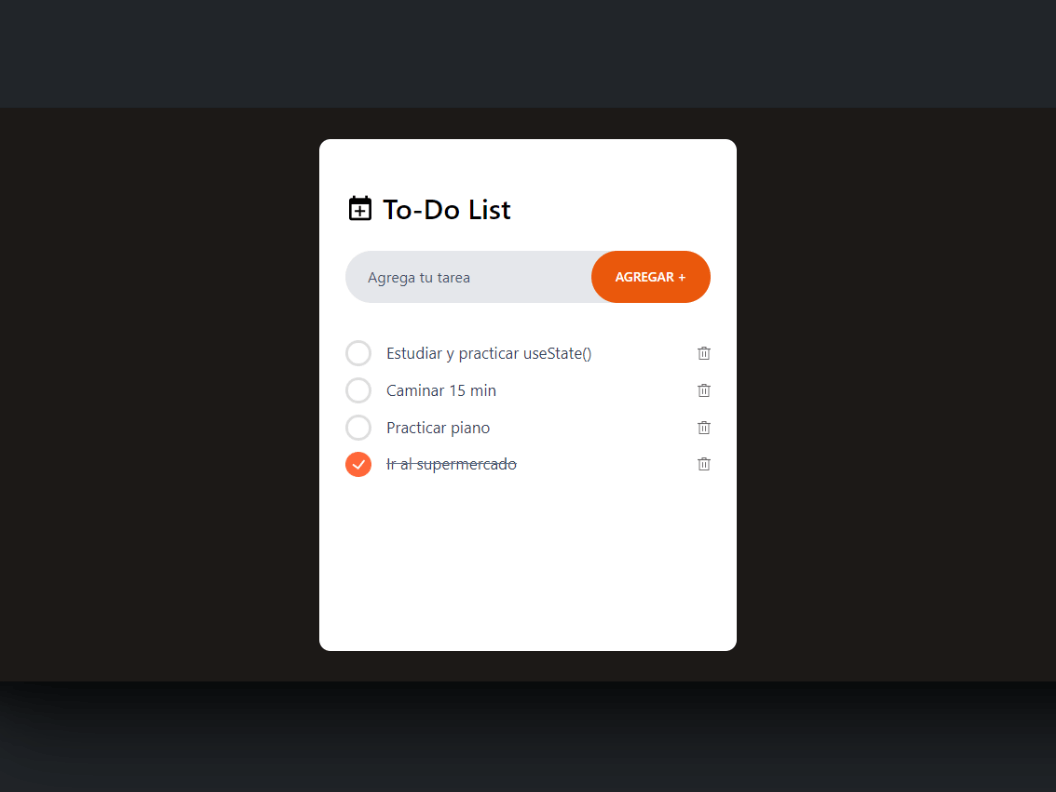 To-Do List
Agrega tu tarea
AGREGAR +
Estudiar y practicar useState()
Caminar 15 min
Practicar piano
Ir al supermercado